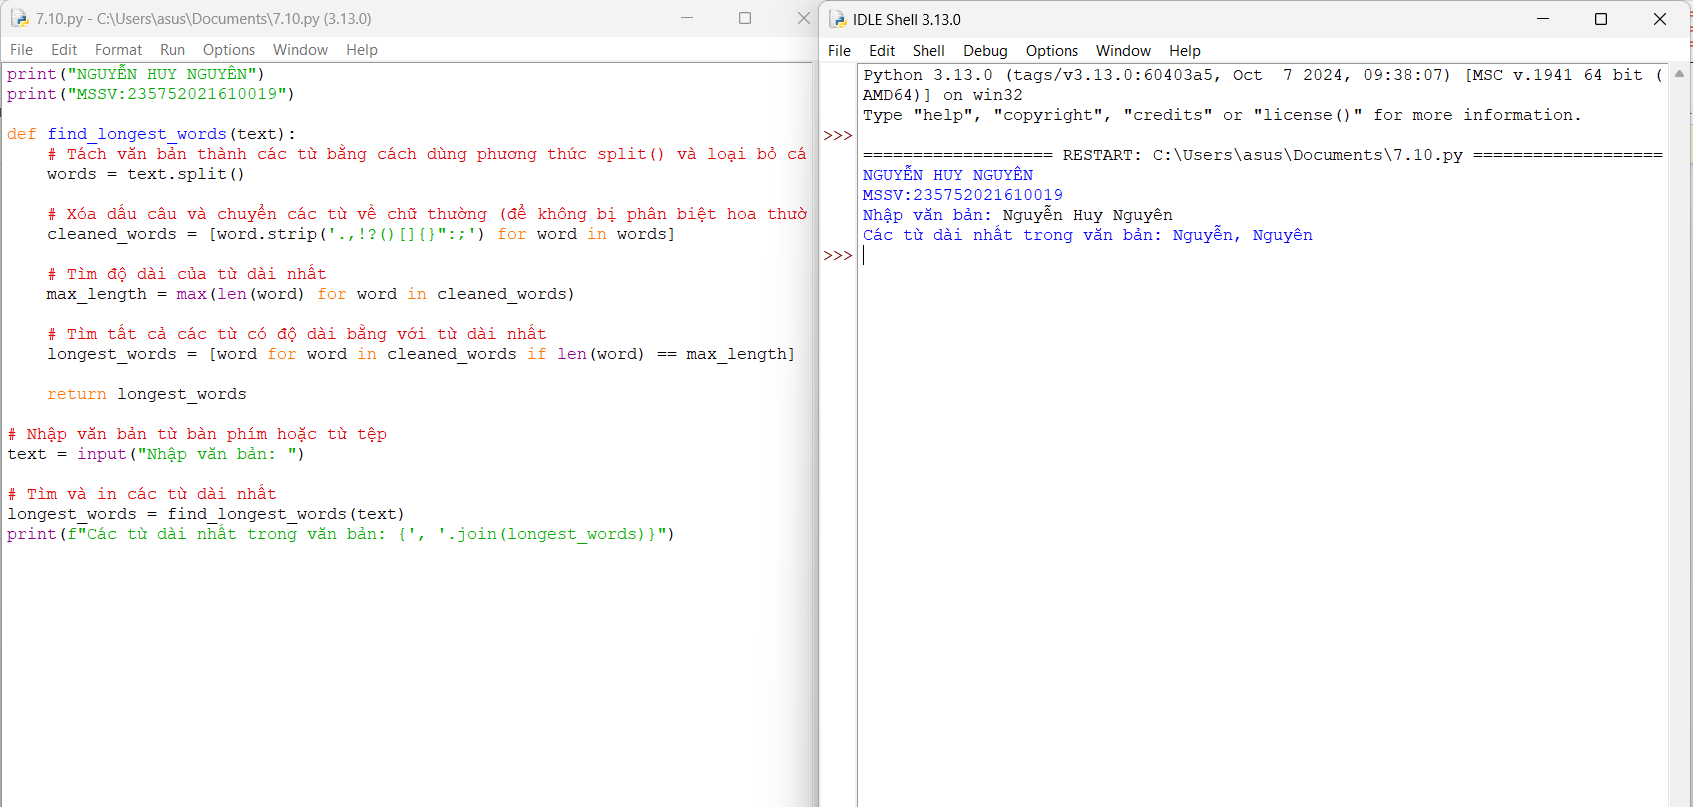 7.10.py - C:\Users\asus\Documents\7.10.py (3.13.0)
File Edit Format Run Options Window Help
print("NGUYỄN HUY NGUYÊN")
print("MSSV:235752021610019")
def find_longest_words(text):
# Tách văn bản thành các từ bằng cách dùng phương thức split() và loại bỏ cá
words = text.split()
# Xóa dấu câu và chuyển các từ về chữ thường (để không bị phân biệt hoa thườ
cleaned_words = [word.strip('.,!?()[]{}":;') for word in words]
# Tìm độ dài của từ dài nhất
max_length = max(len(word) for word in cleaned_words)
# Tìm tất cả các từ có độ dài bằng với từ dài nhất
longest_words = [word for word in cleaned_words if len(word) == max_length]
return longest_words
# Nhập văn bản từ bàn phím hoặc từ tệp
text = input("Nhập văn bản: ")
# Tìm và in các từ dài nhất
longest_words = find_longest_words(text)
print(f"Các từ dài nhất trong văn bản: {', '.join(longest_words)}")
IDLE Shell 3.13.0
File Edit Shell Debug Options Window Help
Python 3.13.0 (tags/v3.13.0:60403a5, Oct  7 2024, 09:38:07) [MSC v.1941 64 bit (
AMD64)] on win32
Type "help", "copyright", "credits" or "license()" for more information.
>>>
=================== RESTART: C:\Users\asus\Documents\7.10.py ===================
NGUYỄN HUY NGUYÊN
MSSV:235752021610019
Nhập văn bản: Nguyễn Huy Nguyên
Các từ dài nhất trong văn bản: Nguyễn, Nguyên
>>>